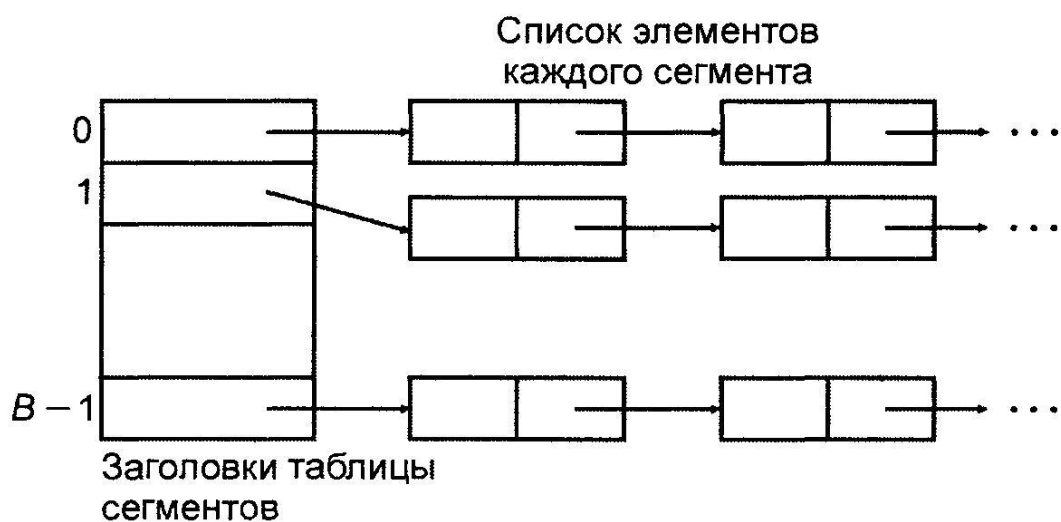 Список элементов
каждого сегмента
0
...
1
...
B – 1
...
Заголовки таблицы
сегментов